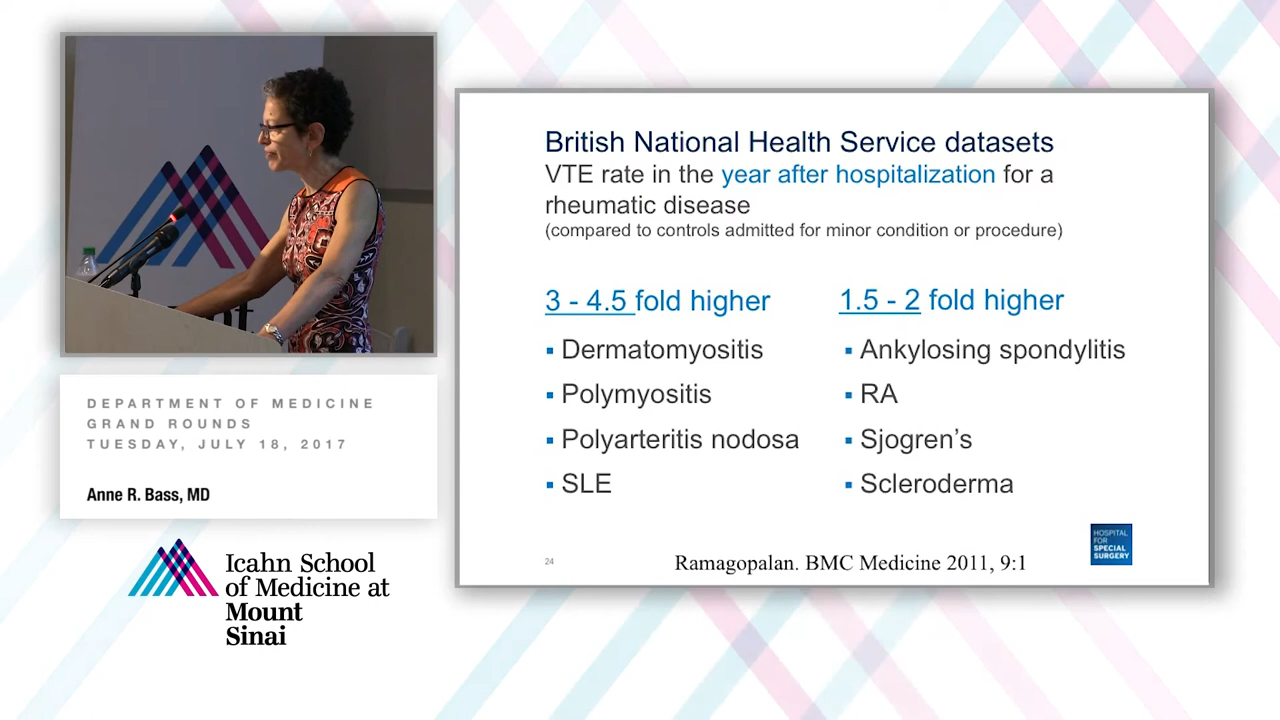 British National Health Service datasets
VTE rate in the year after hospitalization for a
rheumatic disease
(compared to controls admitted for minor condition or procedure)
3 - 4.5 fold higher
▪ Dermatomyositis
▪ Polymyositis
▪ Polyarteritis nodosa
▪ SLE
1.5 - 2 fold higher
▪ Ankylosing spondylitis
▪ RA
▪ Sjogren's
▪ Scleroderma
24
Ramagopalan. BMC Medicine 2011, 9:1
HOSPITAL
FOR
SPECIAL
SURGERY
DEPARTMENT OF MEDICINE
GRAND ROUNDS
TUESDAY, JULY 18, 2017
Anne R. Bass, MD
Icahn School
of Medicine at
Mount
Sinai